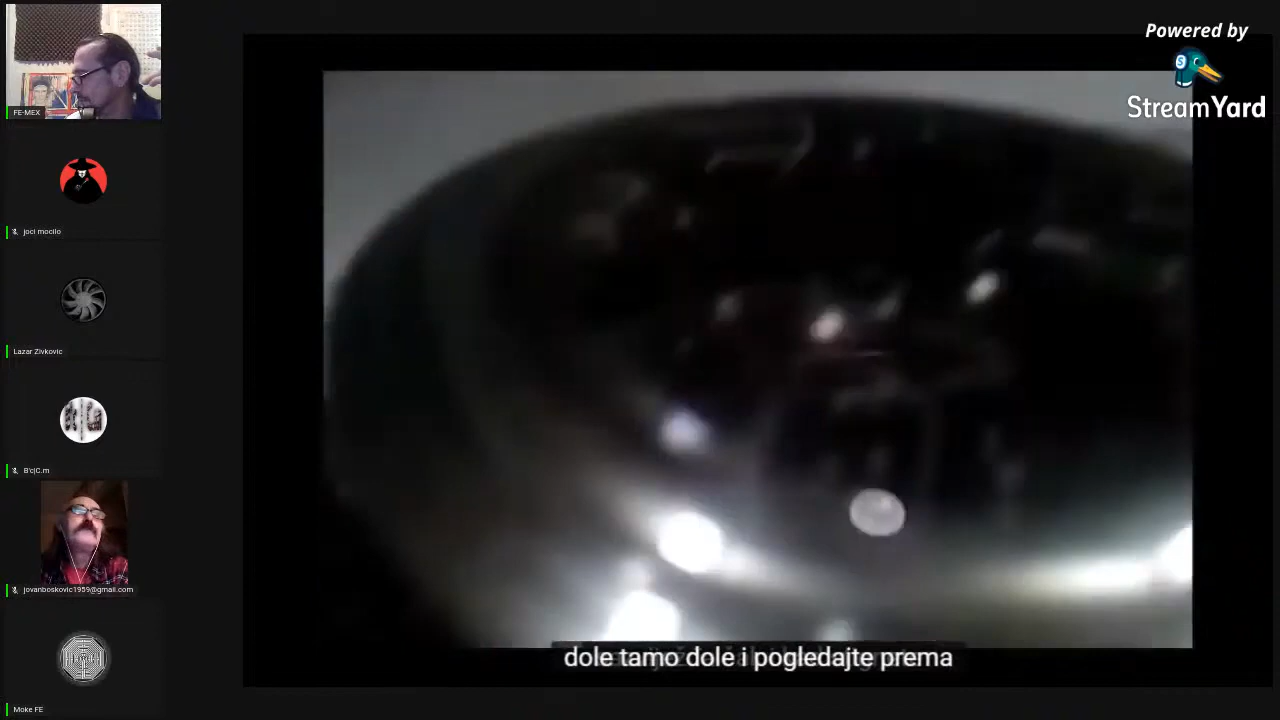 Powered by
StreamYard
FE-MEX
joci mocilo
Lazar Zivkovic
B'c|C.m
jovanboskovic1959@gmail.com
Moke FE
dole tamo dole i pogledajte prema